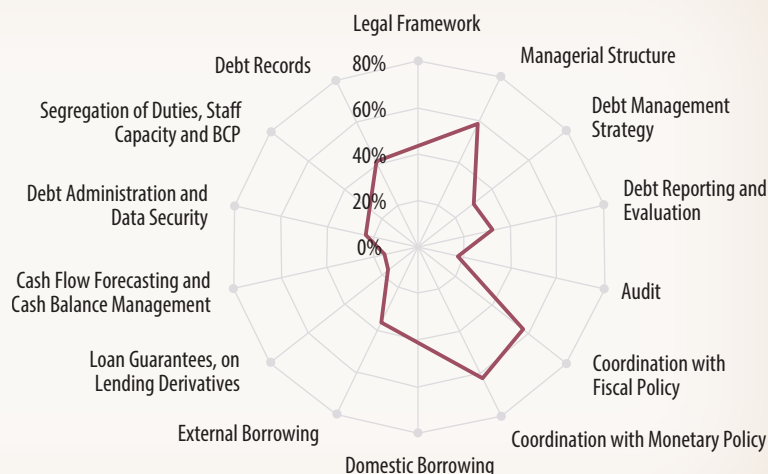 Legal Framework
Managerial Structure
Debt Management
Strategy
Debt Reporting and
Evaluation
Audit
Coordination with
Fiscal Policy
Coordination with Monetary Policy
Domestic Borrowing
External Borrowing
Loan Guarantees, on
Lending Derivatives
Cash Flow Forecasting and
Cash Balance Management
Debt Administration and
Data Security
Segregation of Duties, Staff
Capacity and BCP
Debt Records
80%
60%
40%
20%
0%